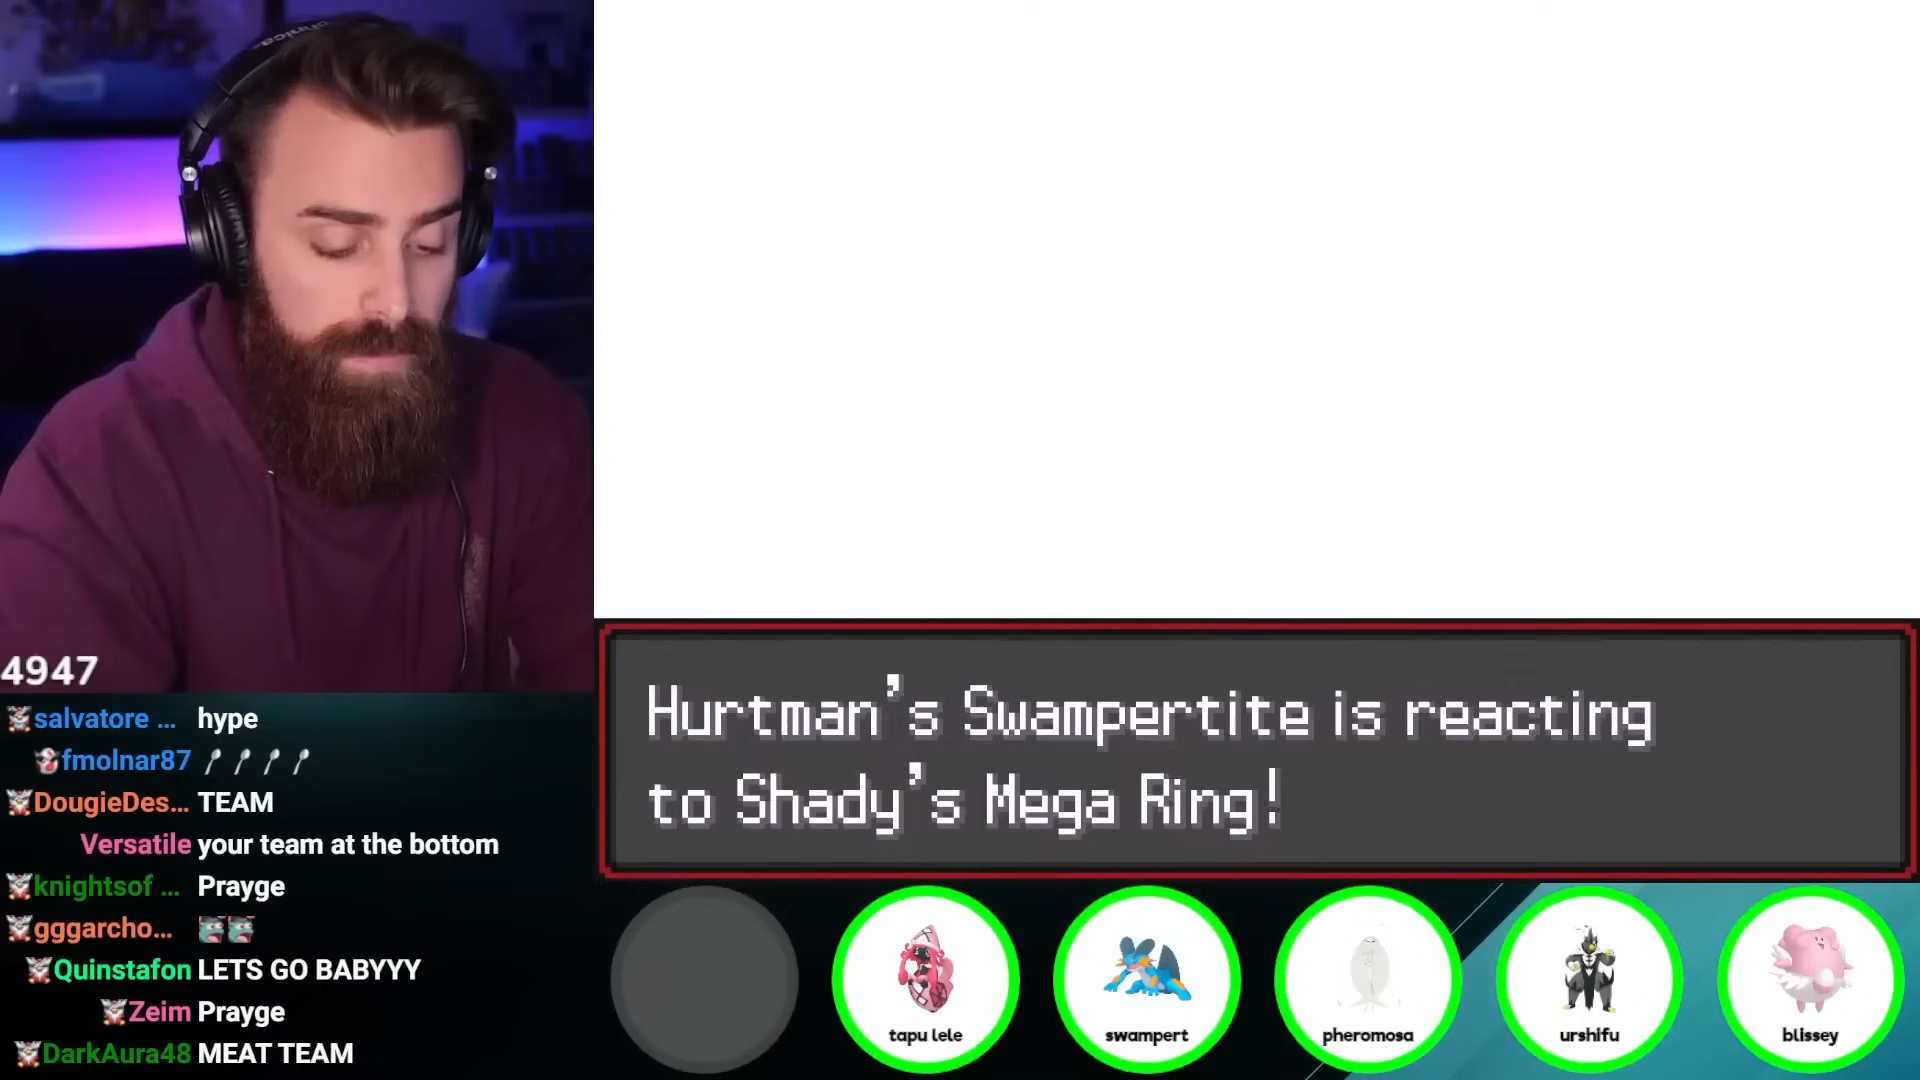 4947
salvatore ... hype
fmolnar87
DougieDes... TEAM
Versatile your team at the bottom
knightsof ... Prayge
gggarcho...
Quinstafon LETS GO BABYYY
Zeim Prayge
DarkAura48 MEAT TEAM
Hurtman's Swampertite is reacting
to Shady's Mega Ring!
tapu lele
swampert
pheromosa
urshifu
blissey